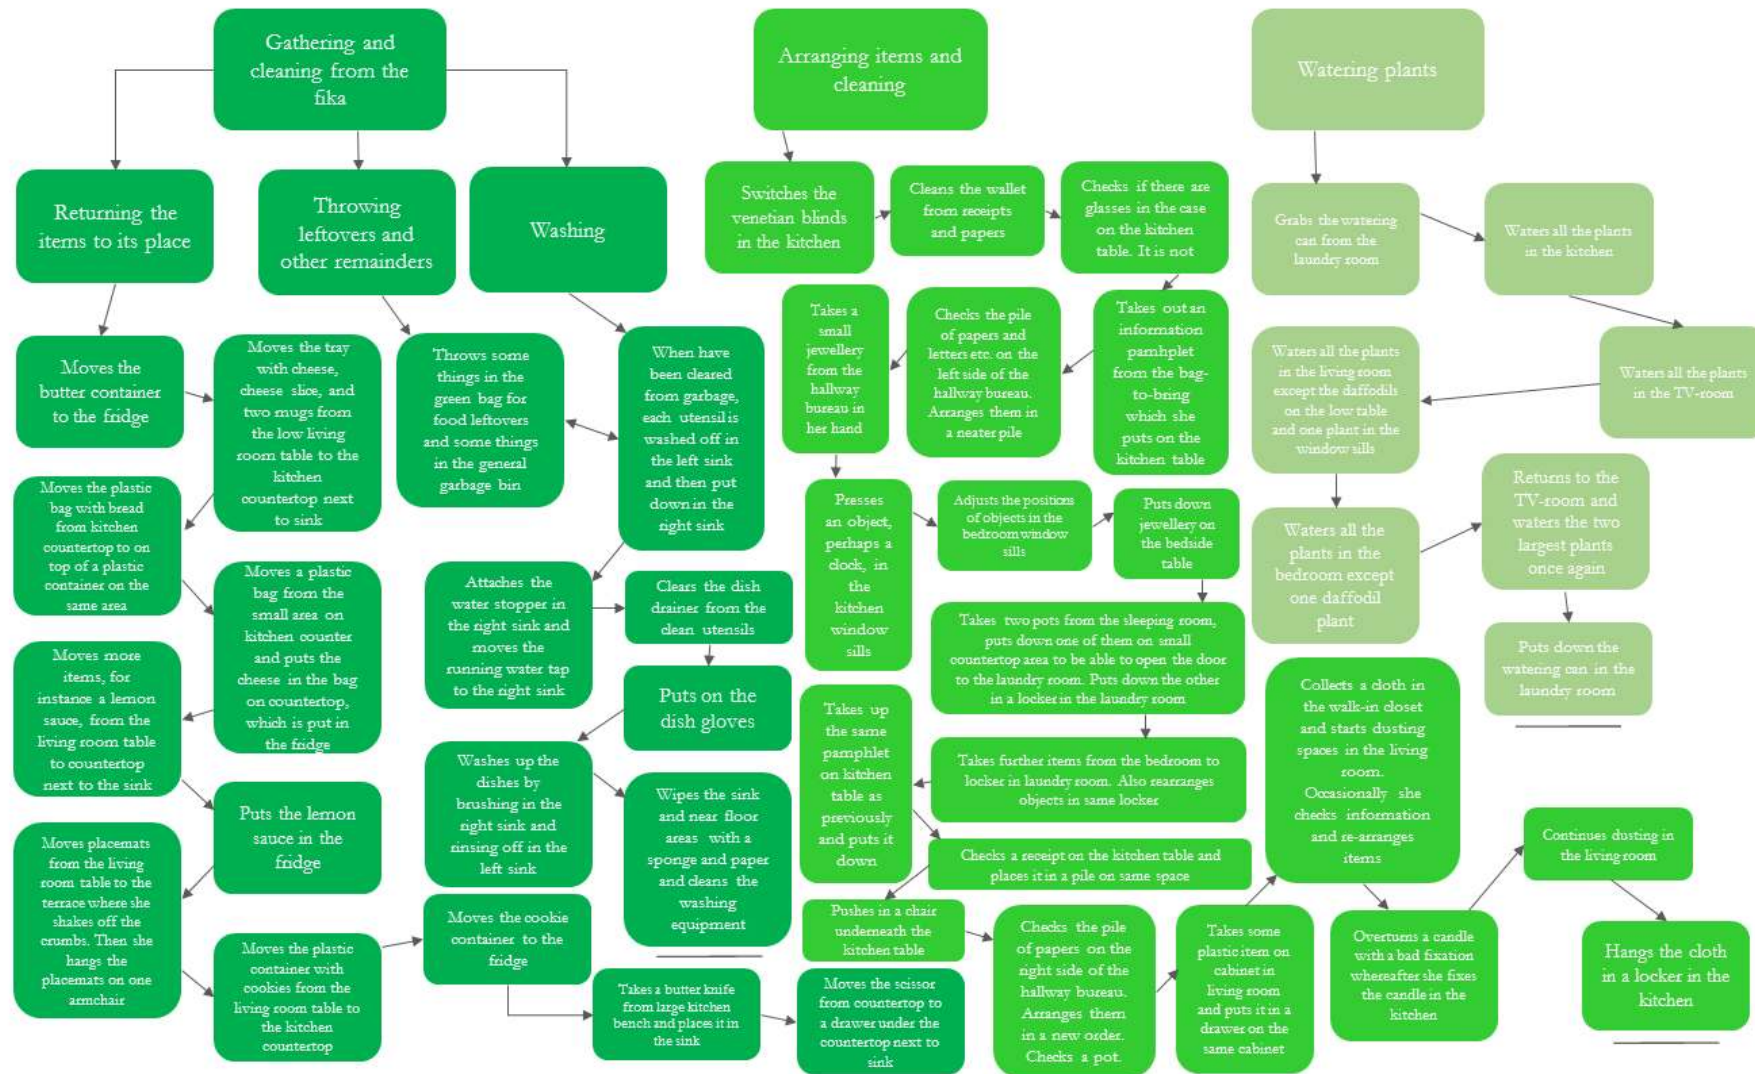 Gathering and
cleaning from the
fika
Arranging items and
cleaning
Watering plants
Returning the
items to its place
Throwing
leftovers and
other remainders
Washing
Switches the
venetian blinds
in the kitchen
Cleans the wallet
from receipts
and papers
Checks if there are
glasses in the case
on the kitchen
table. It is not
Grabs the watering
can from the
laundry room
Waters all the plants
in the kitchen
Moves the
butter container
to the fridge
Moves the tray
with cheese,
cheese slice, and
two mugs from
the low living
room table to the
kitchen
countertop next
to sink
Throws some
things in the
green bag for
food leftovers
and some things
in the general
garbage bin
When have
been cleared
from garbage,
each utensil is
washed off in
the left sink
and then put
down in the
right sink
Takes a
small
jewellery
from the
hallway
bureau in
her hand
Checks the pile
of papers and
letters etc. on the
left side of the
hallway bureau.
Arranges them in
a neater pile
Takes out an
information
pamhplet
from the bag-
to-bring
which she
puts on the
kitchen table
Waters all the plants
in the living room
except the daffodils
on the low table
and one plant in the
window sills
Waters all the plants
in the TV-room
Moves the plastic
bag with bread
from kitchen
countertop to on
top of a plastic
container on the
same area
Moves a plastic
bag from the
small area on
kitchen counter
and puts the
cheese in the bag
on countertop,
which is put in
the fridge
Attaches the
water stopper in
the right sink and
moves the
running water tap
to the right sink
Clears the dish
drainer from the
clean utensils
Presses
an object,
perhaps a
clock, in
the
kitchen
window
sills
Adjusts the positions
of objects in the
bedroom window
sills
Puts down
jewellery on
the bedside
table
Waters all the
plants in the
bedroom except
one daffodil
plant
Returns to the
TV-room and
waters the two
largest plants
once again
Takes two pots from the sleeping room,
puts down one of them on small
countertop area to be able to open the door
to the laundry room. Puts down the other
in a locker in the laundry room
Puts down the
watering can in the
laundry room
Moves more
items, for
instance a lemon
sauce, from the
living room table
to countertop
next to the sink
Puts on the
dish gloves
Takes up
the same
pamphlet
on kitchen
table as
previously
and puts it
down
Takes further items from the bedroom to
locker in laundry room. Also rearranges
objects in same locker
Collects a cloth in
the walk-in closet
and starts dusting
spaces in the living
room.
Occasionally she
checks information
and re-arranges
items
Puts the lemon
sauce in the
fridge
Washes up the
dishes by
brushing in the
right sink and
rinsing off in the
left sink
Wipes the sink
and near floor
areas with a
sponge and paper
and cleans the
washing
equipment
Checks a receipt on the kitchen table and
places it in a pile on same space
Continues dusting in
the living room
Moves placemats
from the living
room table to the
terrace where she
shakes off the
crumbs. Then she
hangs the
placemats on one
armchair
Moves the plastic
container with
cookies from the
living room table to
the kitchen
countertop
Moves the cookie
container to the
fridge
Takes a butter knife
from large kitchen
bench and places it in
the sink
Moves the scissor
from countertop to
a drawer under the
countertop next to
sink
Pushes in a chair
underneath the
kitchen table
Checks the pile
of papers on the
right side of the
hallway bureau.
Arranges them
in a new order.
Checks a pot.
Takes some
plastic item on
cabinet in
living room
and puts it in a
drawer on the
same cabinet
Overturns a candle
with a bad fixation
whereafter she fixes
the candle in the
kitchen
Hangs the cloth
in a locker in the
kitchen